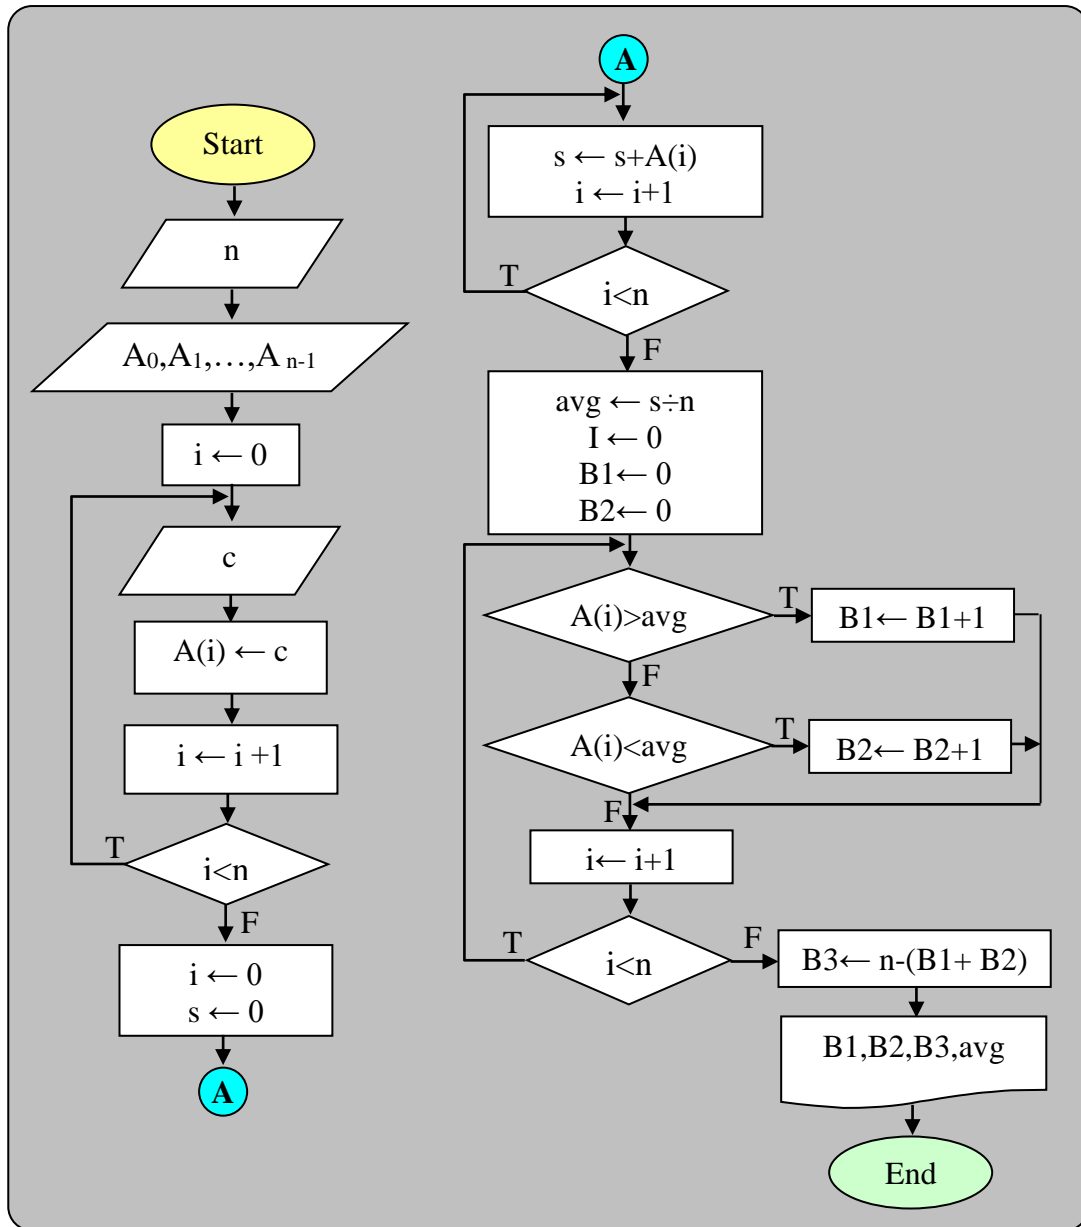 Start
n
A0,A1,…,A n-1
i ← 0
c
A(i) ← c
i ← i +1
T
i<n
F
i ← 0
s ← 0
A
A
s ← s+A(i)
i ← i+1
T
i<n
F
avg ← s÷n
I ← 0
B1← 0
B2← 0
A(i)>avg
T
B1← B1+1
F
A(i)<avg
T
B2← B2+1
F
i← i+1
T
i<n
F
B3← n-(B1+ B2)
B1,B2,B3,avg
End